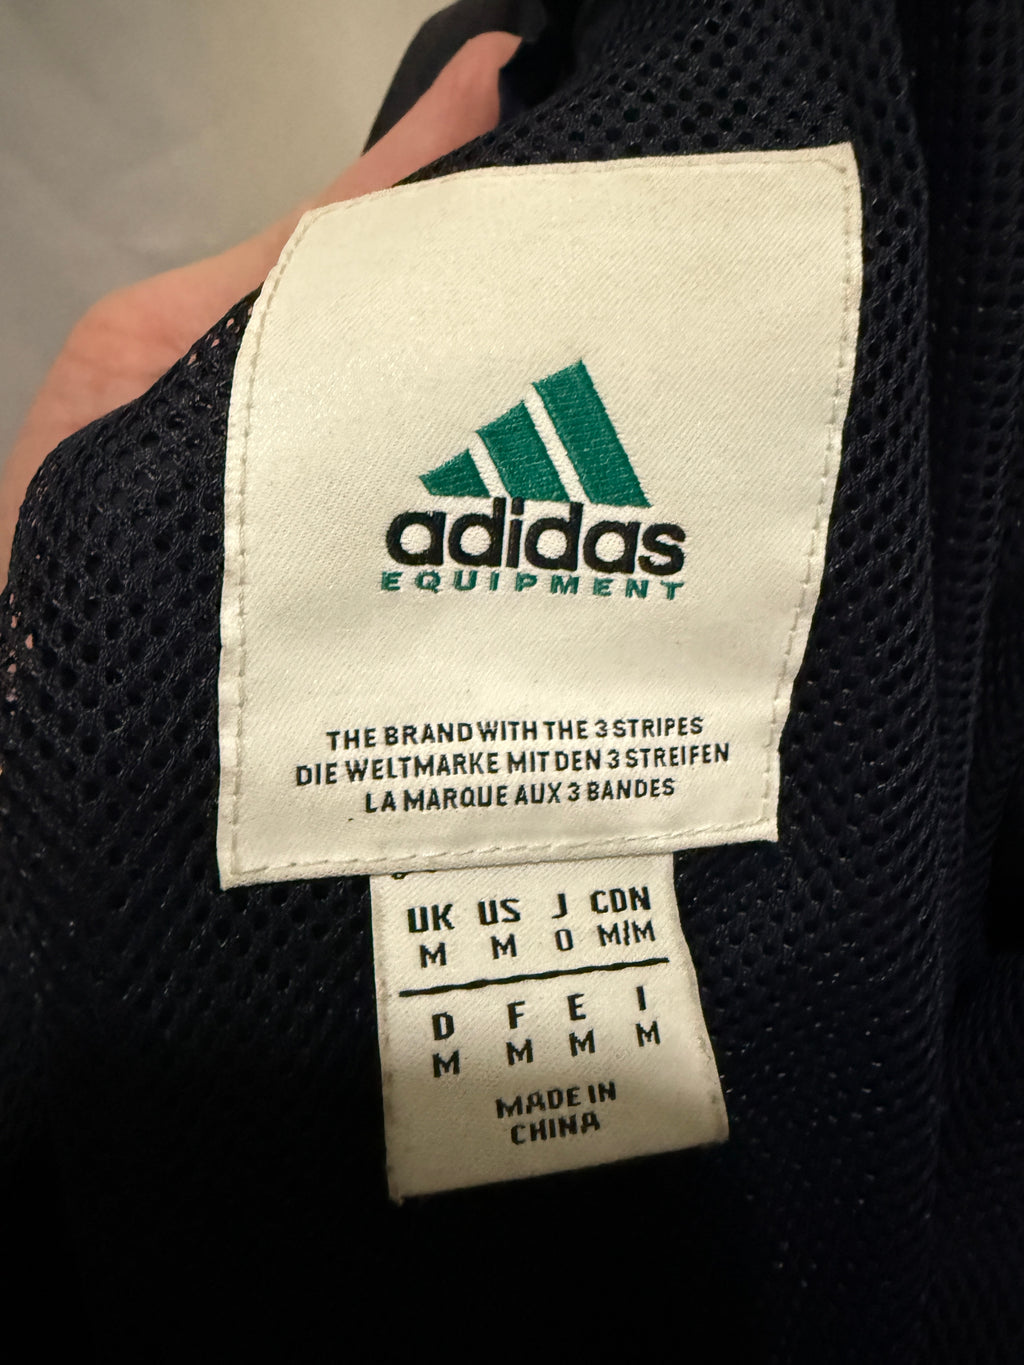 adidas
EQUIPMENT
THE BRAND WITH THE 3 STRIPES
DIE WELTMARKE MIT DEN 3 STREIFEN
LA MARQUE AUX 3 BANDES
UK US J CDN
M M O M/M
D F E I
M M M M
MADE IN
CHINA